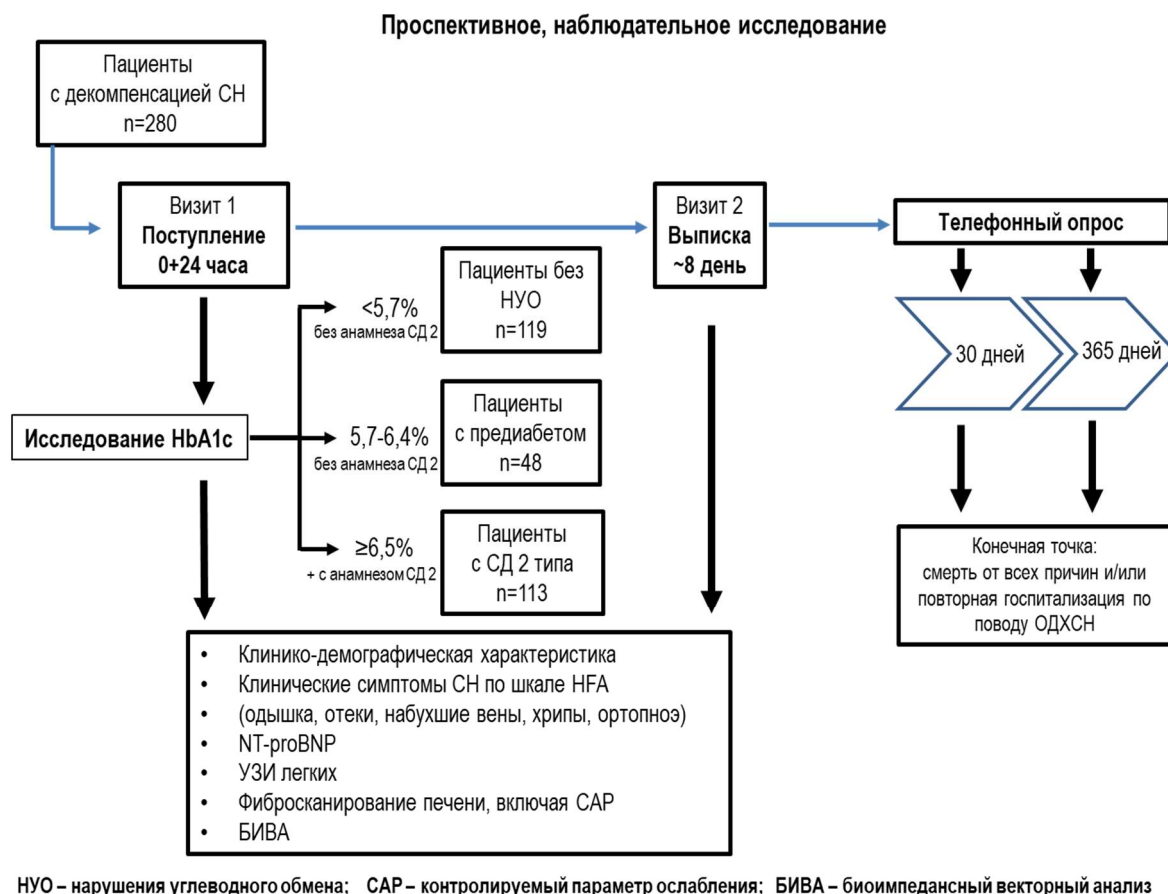 Проспективное, наблюдательное исследование
Пациенты
с декомпенсацией СН
n=280
Визит 1
Поступление
0+24 часа
Визит 2
Выписка
~8 день
Телефонный опрос
<5,7%
без анамнеза СД 2
Пациенты без
НУО
n=119
30 дней
365 дней
Исследование HbA1c
5,7-6,4%
без анамнеза СД 2
Пациенты
с предиабетом
n=48
≥6,5%
+ с анамнезом СД 2
Пациенты
с СД 2 типа
n=113
Конечная точка:
смерть от всех причин и/или
повторная госпитализация по
поводу ОДХСН
• Клинико-демографическая характеристика
• Клинические симптомы СН по шкале HFA
• (одышка, отеки, набухшие вены, хрипы, ортопноэ)
• NT-proBNP
• УЗИ легких
• Фибросканирование печени, включая САР
• БИВА
НУО – нарушения углеводного обмена; САР – контролируемый параметр ослабления; БИВА – биоимпедансный векторный анализ